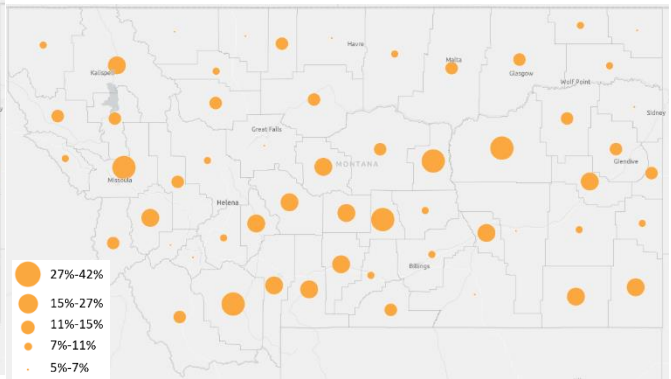 Havre
Kalispell
Malta
Glasgow
Wolf Point
Sidney
Great Falls
Glendive
MONTANA
Missoula
Helena
Billings
27%-42%
15%-27%
11%-15%
7%-11%
5%-7%